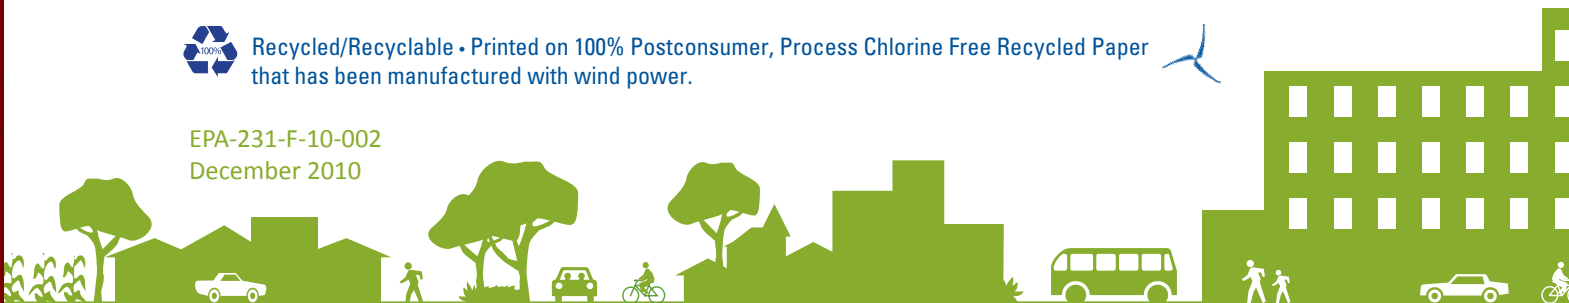 100%
Recycled/Recyclable • Printed on 100% Postconsumer, Process Chlorine Free Recycled Paper
that has been manufactured with wind power.
EPA-231-F-10-002
December 2010